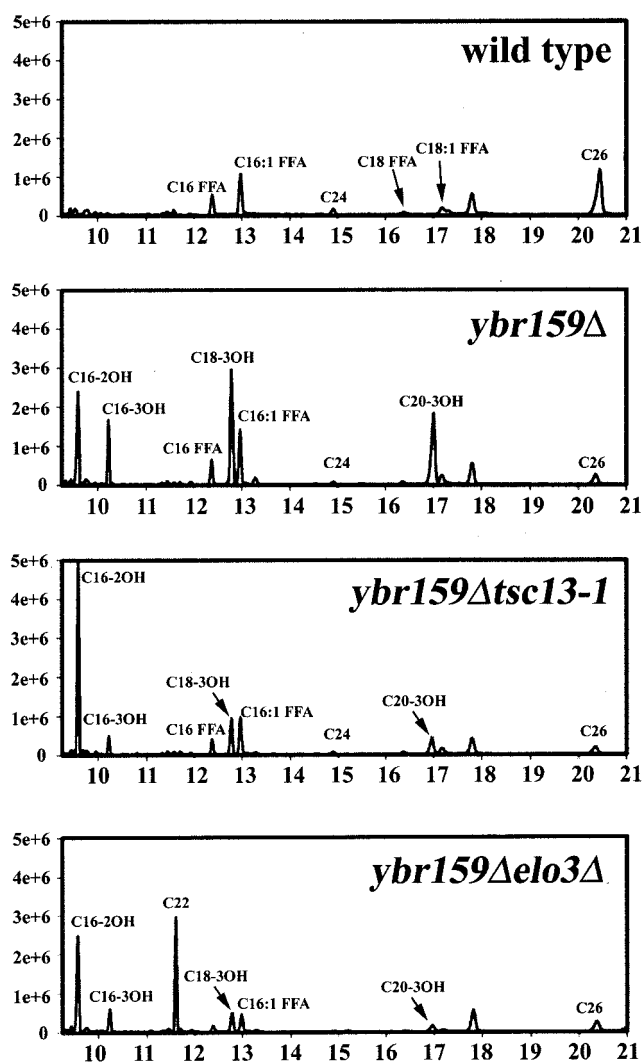 5e+6
wild type
4e+6
3e+6
2e+6
C18:1 FFA
C26
C16:1 FFA
C18 FFA
1e+6
C16 FFA
C24
0
10 11 12 13 14 15 16 17 18 19 20 21
5e+6
ybr159Δ
4e+6
C18-3OH
3e+6
C16-2OH
C20-3OH
2e+6
C16-3OH
C16:1 FFA
1e+6
C16 FFA
C24
C26
0
10 11 12 13 14 15 16 17 18 19 20 21
5e+6
C16-2OH
ybr159Δtsc13-1
4e+6
3e+6
2e+6
C18-3OH
C16:1 FFA
C20-3OH
1e+6
C16-3OH
C16 FFA
C24
C26
0
10 11 12 13 14 15 16 17 18 19 20 21
5e+6
ybr159Δelo3Δ
4e+6
C22
3e+6
C16-2OH
2e+6
C18-3OH
C16-3OH
C16:1 FFA
C20-3OH
1e+6
C26
0
10 11 12 13 14 15 16 17 18 19 20 21